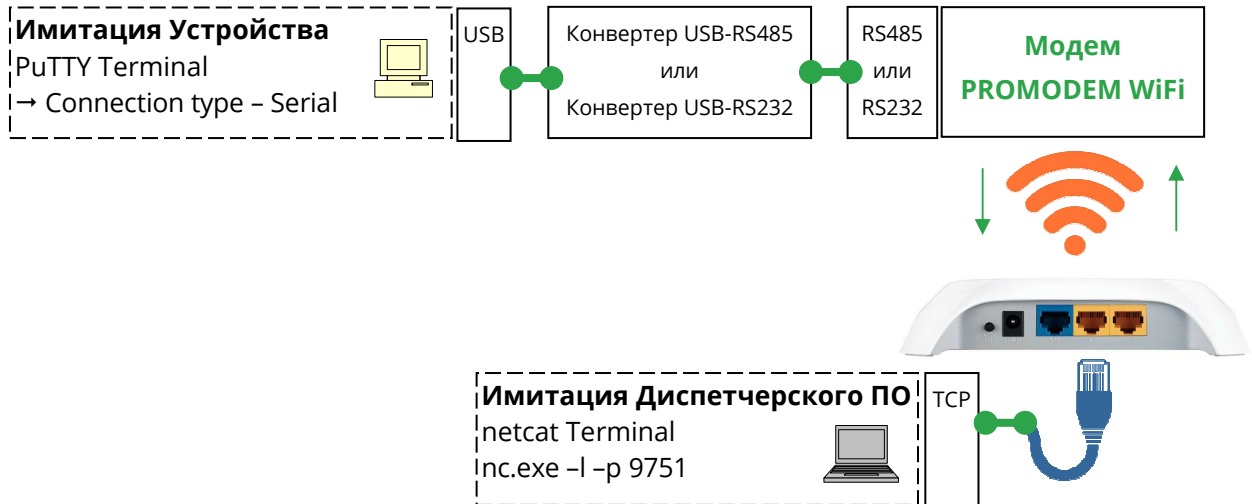 Имитация Устройства
PuTTY Terminal
→ Connection type – Serial
USB
Конвертер USB-RS485
или
Конвертер USB-RS232
RS485
или
RS232
Модем
PROMODEM WiFi
Имитация Диспетчерского ПО
netcat Terminal
nc.exe –l –p 9751
TCP